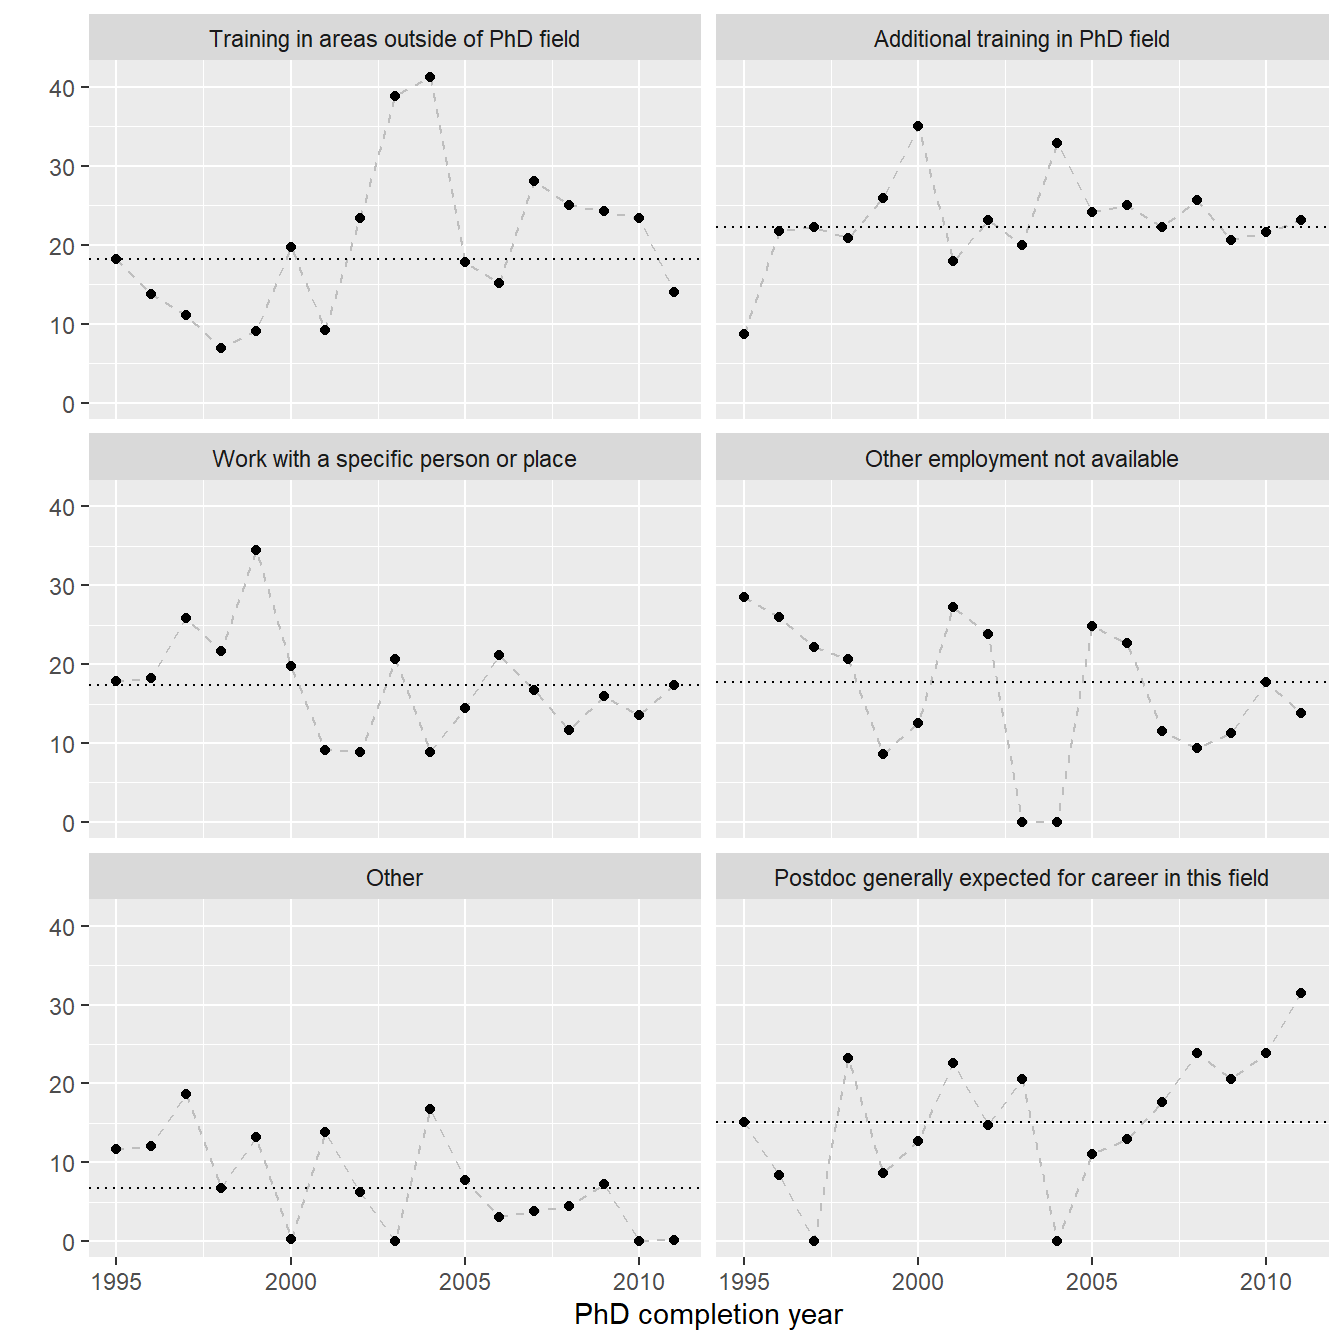 Training in areas outside of PhD field
Additional training in PhD field
40
30
20
10
0
Work with a specific person or place
Other employment not available
40
30
20
10
0
Other
Postdoc generally expected for career in this field
40
30
20
10
0
1995 2000 2005 2010
1995 2000 2005 2010
PhD completion year